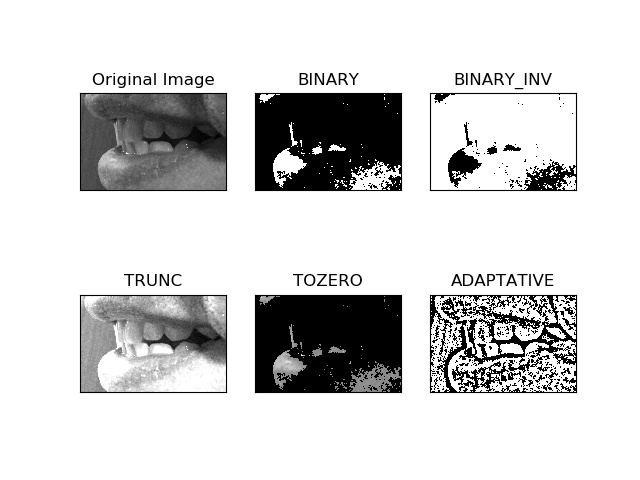 Original Image
BINARY
BINARY_INV
TRUNC
TOZERO
ADAPTATIVE